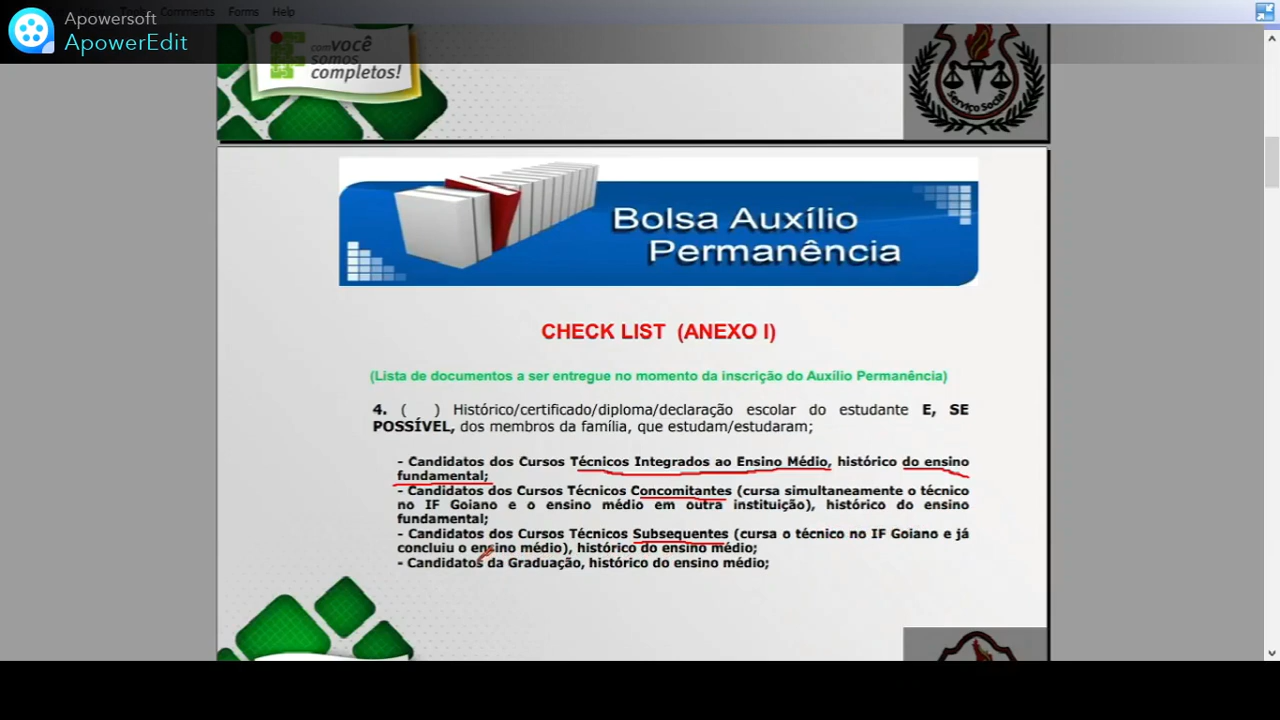 Comments Forms Help
Apowersoft
ApowerEdit
com você
somos
completos!
Serviço Social
Bolsa Auxílio
Permanência
CHECK LIST (ANEXO I)
(Lista de documentos a ser entregue no momento da inscrição do Auxílio Permanência)
4. ( ) Histórico/certificado/diploma/declaração escolar do estudante E, SE
POSSÍVEL, dos membros da família, que estudam/estudaram;
- Candidatos dos Cursos Técnicos Integrados ao Ensino Médio, histórico do ensino
fundamental;
- Candidatos dos Cursos Técnicos Concomitantes (cursa simultaneamente o técnico
no IF Goiano e o ensino médio em outra instituição), histórico do ensino
fundamental;
- Candidatos dos Cursos Técnicos Subsequentes (cursa o técnico no IF Goiano e já
concluiu o ensino médio), histórico do ensino médio;
- Candidatos da Graduação, histórico do ensino médio;